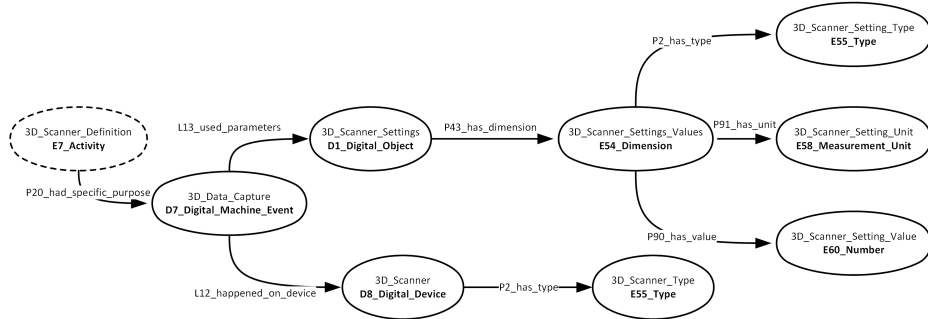 3D_Scanner_Setting_Type
E55_Type
P2_has_type
3D_Scanner_Definition
E7_Activity
L13_used_parameters
3D_Scanner_Settings
D1_Digital_Object
P43_has_dimension
3D_Scanner_Settings_Values
E54_Dimension
P91_has_unit
3D_Scanner_Setting_Unit
E58_Measurement_Unit
P20_had_specific_purpose
3D_Data_Capture
D7_Digital_Machine_Event
P90_has_value
3D_Scanner_Setting_Value
E60_Number
L12_happened_on_device
3D_Scanner
D8_Digital_Device
P2_has_type
3D_Scanner_Type
E55_Type